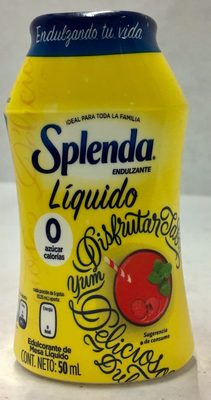 Endulzando tu vida
IDEAL PARA TODA LA FAMILIA
Splenda
ENDULZANTE
Líquido
0
azúcar
calorías
Disfrutar
Yum
Delicioso
Sugerencia
de consumo
Edulcorante de
Mesa Líquido
CONT. NETO: 50 mL